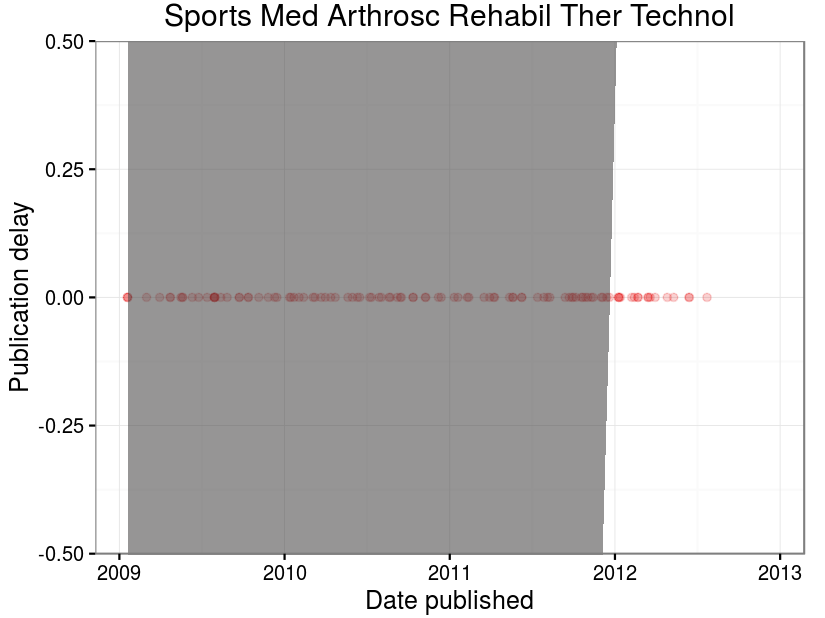 Sports Med Arthrosc Rehabil Ther Technol
0.50
0.25
0.00
-0.25
-0.50
Publication delay
2009 2010 2011 2012 2013
Date published